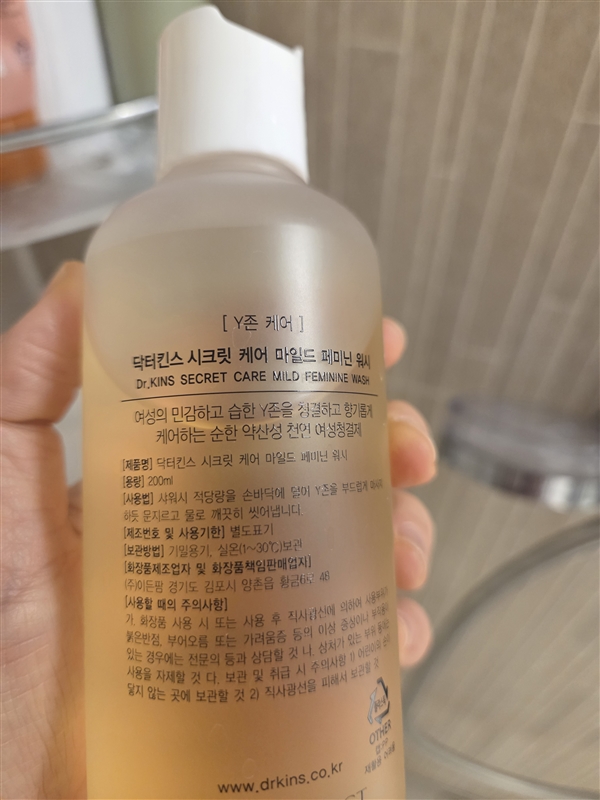 [ Y존 케어 ]
닥터킨스 시크릿 케어 마일드 페미닌 워시
Dr.KINS SECRET CARE MILD FEMININE WASH
여성의 민감하고 습한 Y존을 청결하고 향기롭게
케어하는 순한 약산성 천연 여성청결제
[제품명] 닥터킨스 시크릿 케어 마일드 페미닌 워시
[용량] 200ml
[사용법] 샤워시 적당량을 손바닥에 덜어 Y존을 부드럽게 마사지
하듯 문지르고 물로 깨끗히 씻어냅니다.
[제조번호 및 사용기한] 별도표기
[보관방법] 기밀용기, 실온(1~30℃)보관
[화장품제조업자 및 화장품책임판매업자]
(주)이든팜 경기도 김포시 양촌읍 황금6로 48
[사용할 때의 주의사항]
가. 화장품 사용 시 또는 사용 후 직사광선에 의하여 사용부위가
붉은반점, 부어오름 또는 가려움증 등의 이상 증상이나 부작용이
있는 경우에는 전문의 등과 상담할 것 나. 상처가 있는 부위 등에는
사용을 자제할 것 다. 보관 및 취급 시 주의사항 1) 어린이의 손이
닿지 않는 곳에 보관할 것 2) 직사광선을 피해서 보관할 것
OTHER
www.drkins.co.kr